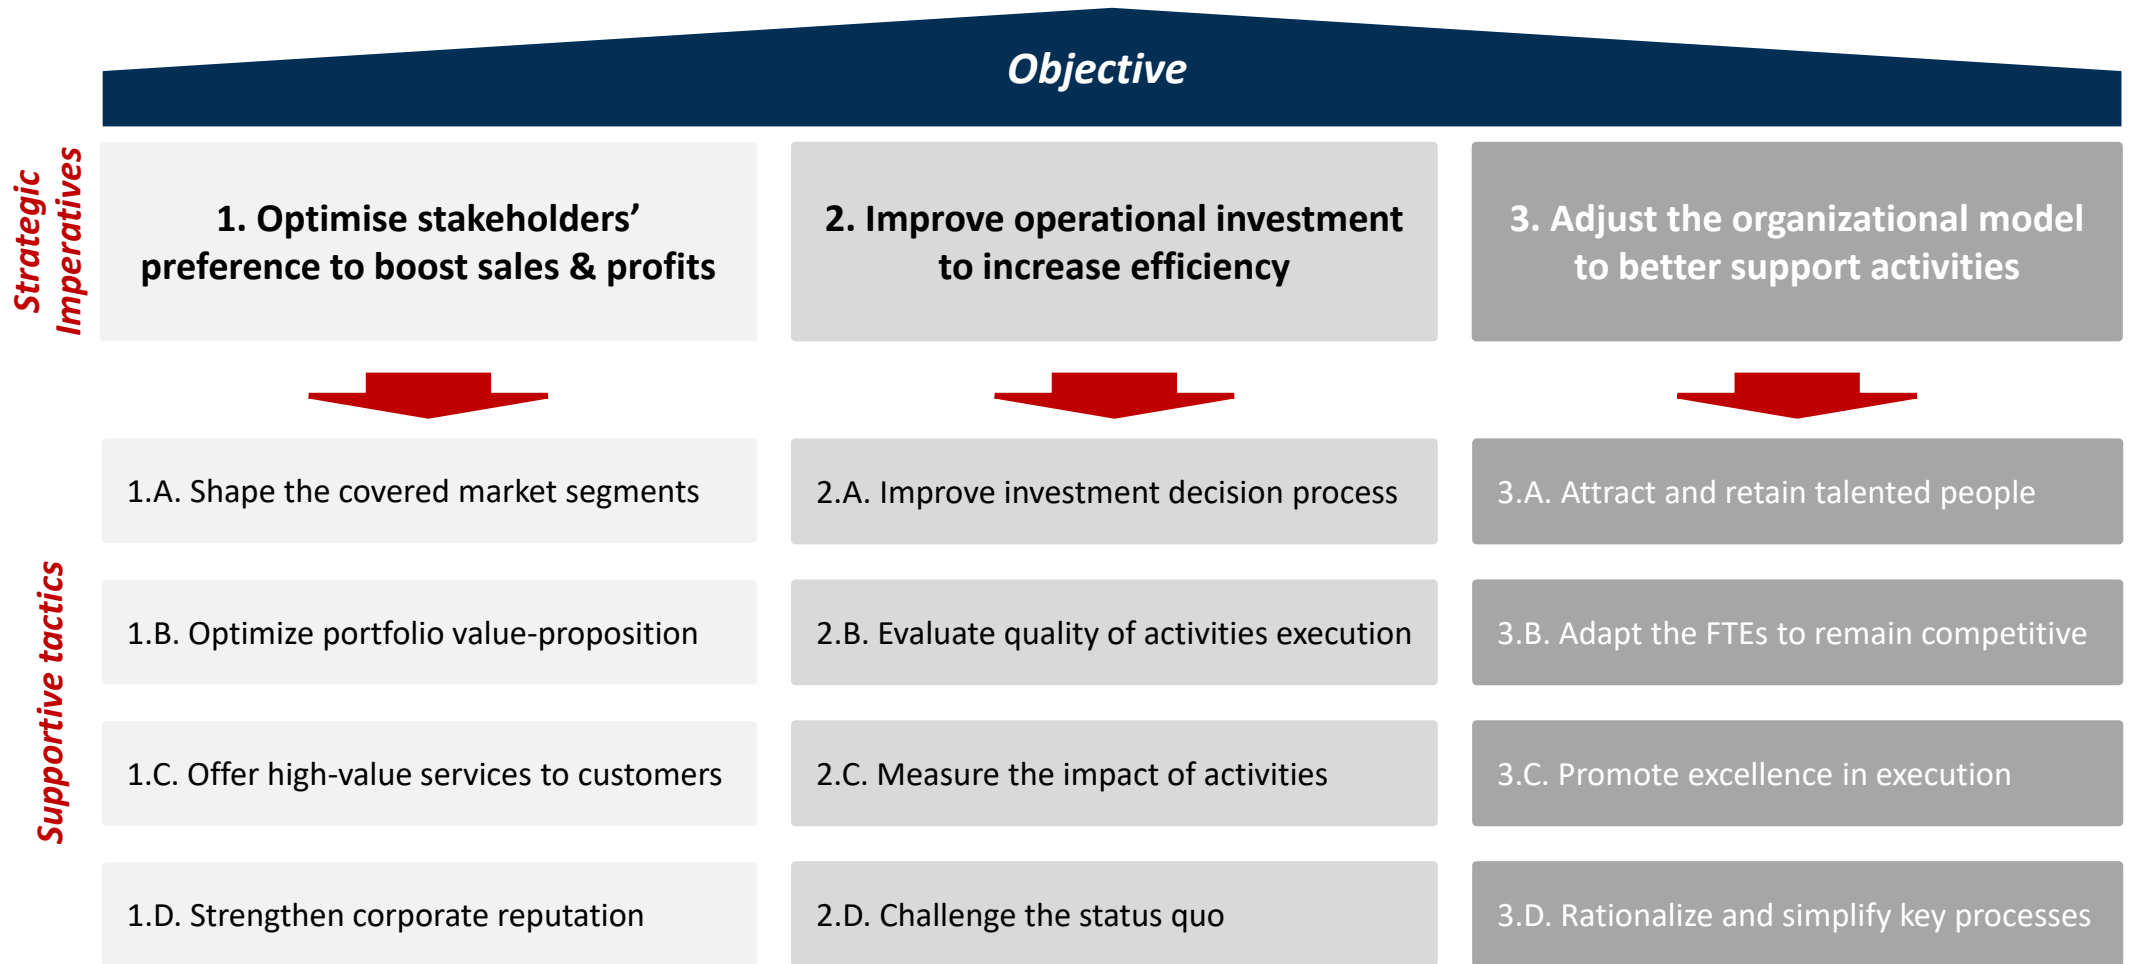 Objective
Strategic
Imperatives
1. Optimise stakeholders’
preference to boost sales & profits
2. Improve operational investment
to increase efficiency
3. Adjust the organizational model
to better support activities
Supportive tactics
1.A. Shape the covered market segments
2.A. Improve investment decision process
3.A. Attract and retain talented people
1.B. Optimize portfolio value-proposition
2.B. Evaluate quality of activities execution
3.B. Adapt the FTEs to remain competitive
1.C. Offer high-value services to customers
2.C. Measure the impact of activities
3.C. Promote excellence in execution
1.D. Strengthen corporate reputation
2.D. Challenge the status quo
3.D. Rationalize and simplify key processes